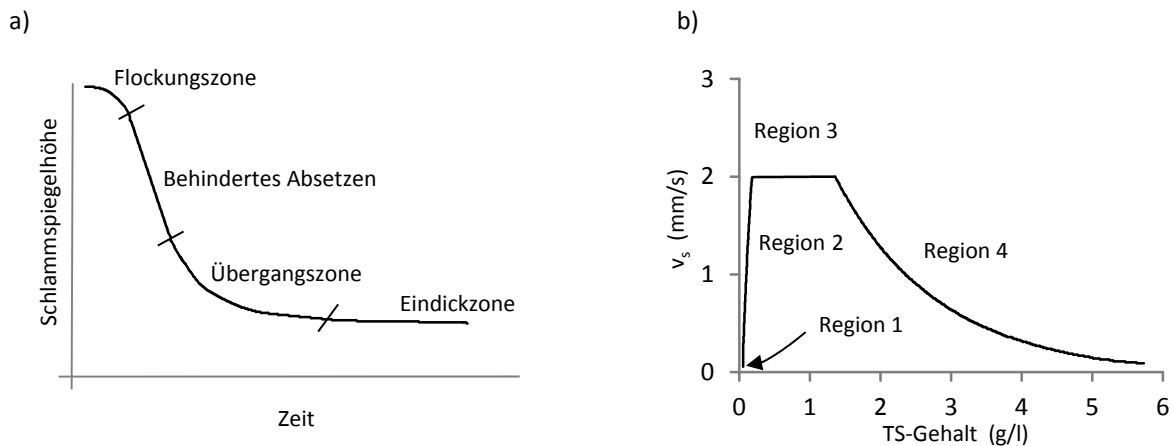 a)
Flockungszone
Behindertes Absetzen
Übergangszone
Eindickzone
Schlammspiegelhöhe
Zeit
b)
3
2
1
0
v_s (mm/s)
Region 3
Region 2
Region 4
Region 1
0 1 2 3 4 5 6
TS-Gehalt (g/l)